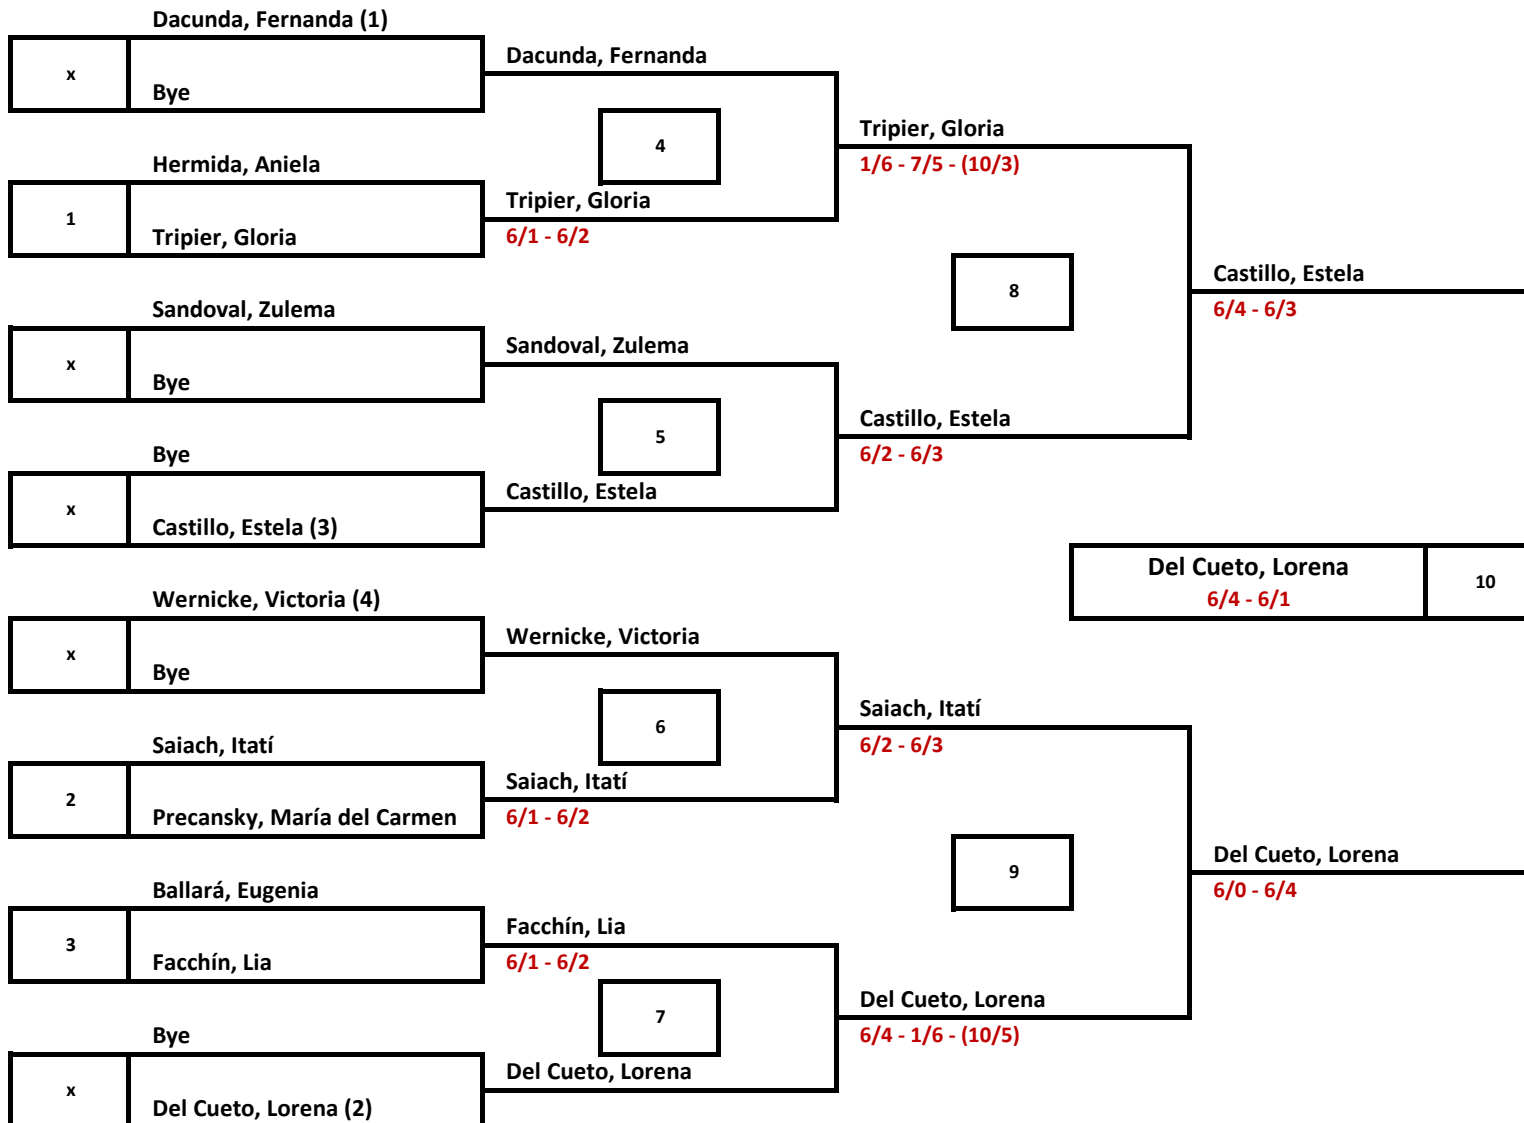 Dacunda, Fernanda (1)
x
Bye
Dacunda, Fernanda
4
Hermida, Aniela
1
Tripier, Gloria
Tripier, Gloria
6/1 - 6/2
Tripier, Gloria
1/6 - 7/5 - (10/3)
Sandoval, Zulema
x
Bye
Sandoval, Zulema
5
Bye
x
Castillo, Estela (3)
Castillo, Estela
Castillo, Estela
6/2 - 6/3
8
Castillo, Estela
6/4 - 6/3
Del Cueto, Lorena
6/4 - 6/1
10
Wernicke, Victoria (4)
x
Bye
Wernicke, Victoria
6
Saiach, Itatí
2
Precansky, María del Carmen
Saiach, Itatí
6/1 - 6/2
Saiach, Itatí
6/2 - 6/3
Ballará, Eugenia
3
Facchín, Lia
Facchín, Lia
6/1 - 6/2
7
Bye
x
Del Cueto, Lorena (2)
Del Cueto, Lorena
Del Cueto, Lorena
6/4 - 1/6 - (10/5)
9
Del Cueto, Lorena
6/0 - 6/4